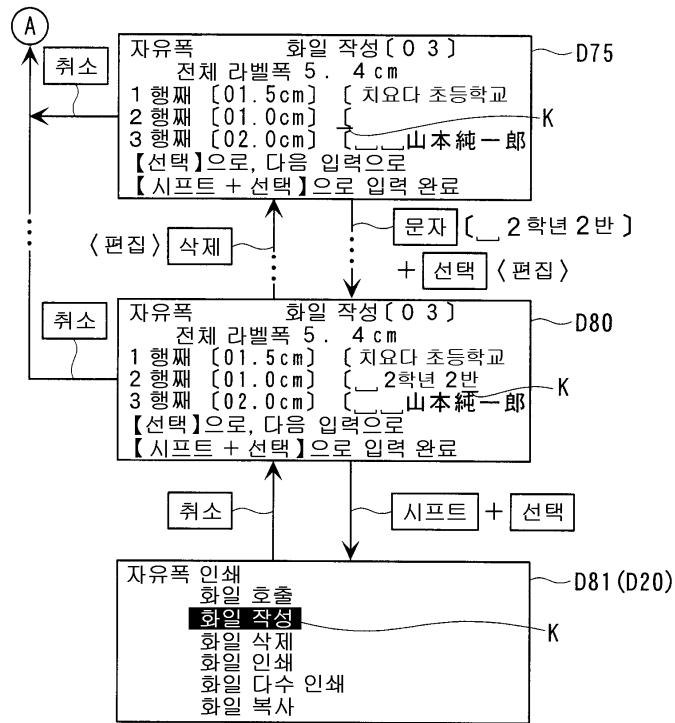 A
자유폭 화일 작성〔０３〕
전체 라벨폭 5. 4cm
1행째 〔01.5cm〕 〔 치요다 초등학교
2행째 〔01.0cm〕 〔
3행째 〔02.0cm〕 〔⎵⎵山本純一郎
【선택】으로, 다음 입력으로
【시프트 + 선택】으로 입력 완료
D75
K
취소
〈편집〉 삭제
문자 〔⎵ 2학년 2반〕
+ 선택 〈편집〉
자유폭 화일 작성〔０３〕
전체 라벨폭 5. 4cm
1행째 〔01.5cm〕 〔 치요다 초등학교
2행째 〔01.0cm〕 〔⎵ 2학년 2반
3행째 〔02.0cm〕 〔⎵⎵山本純一郎
【선택】으로, 다음 입력으로
【시프트 + 선택】으로 입력 완료
D80
K
취소
취소
시프트 + 선택
자유폭 인쇄
화일 호출
화일 작성
화일 삭제
화일 인쇄
화일 다수 인쇄
화일 복사
D81(D20)
K